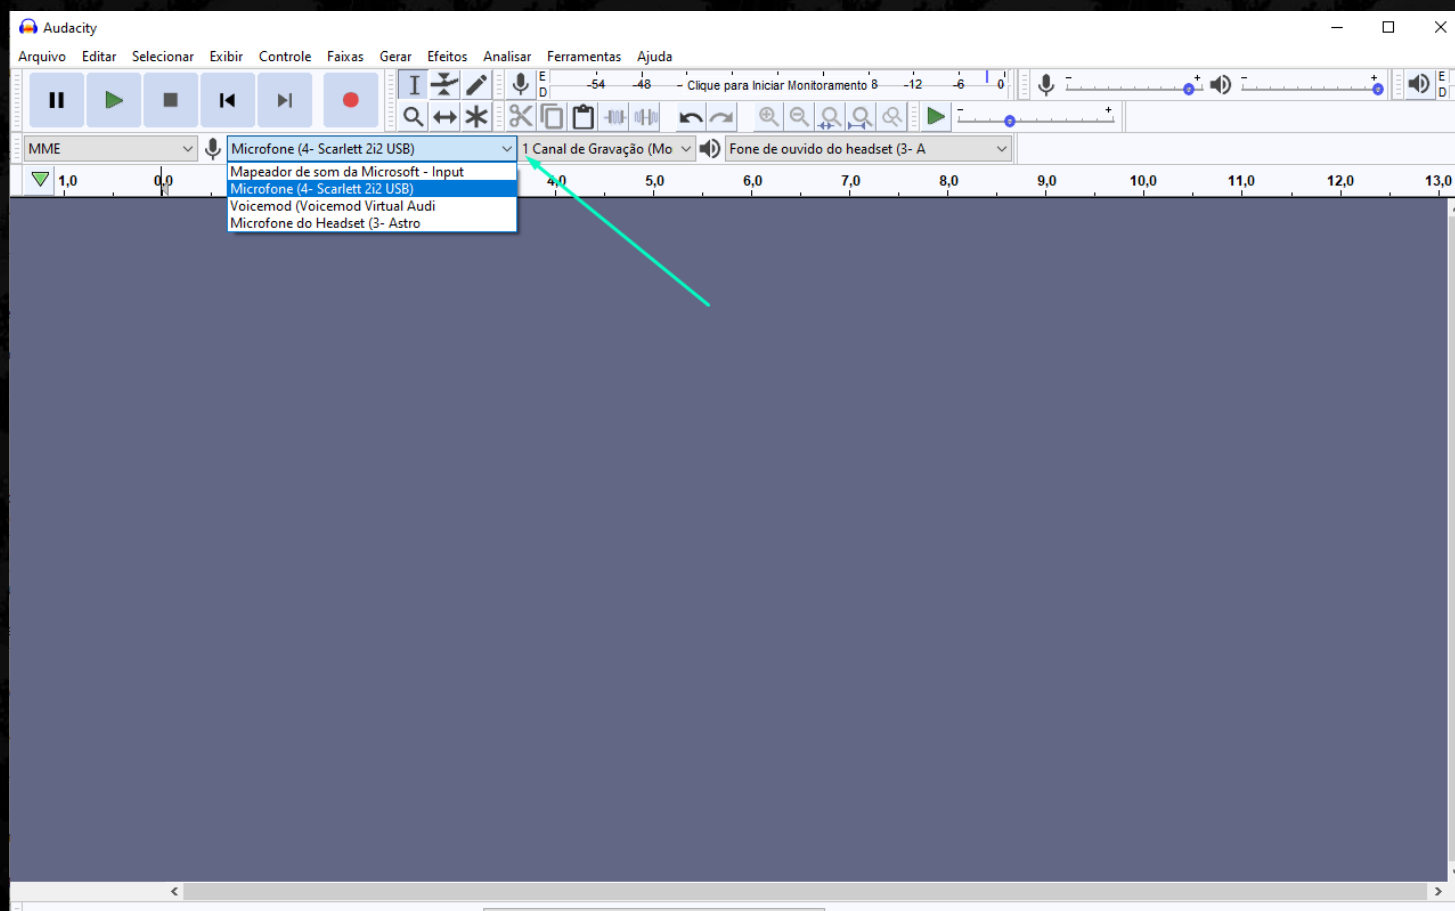 Audacity
Arquivo Editar Selecionar Exibir Controle Faixas Gerar Efeitos Analisar Ferramentas Ajuda
E
D
-54 -48 - Clique para Iniciar Monitoramento 8 -12 -6 0
- +
- +
E
D
- +
MME
Microfone (4- Scarlett 2i2 USB)
1 Canal de Gravação (Mo
Fone de ouvido do headset (3- A
1,0 0,0 4,0 5,0 6,0 7,0 8,0 9,0 10,0 11,0 12,0 13,0
Mapeador de som da Microsoft - Input
Microfone (4- Scarlett 2i2 USB)
Voicemod (Voicemod Virtual Audi
Microfone do Headset (3- Astro